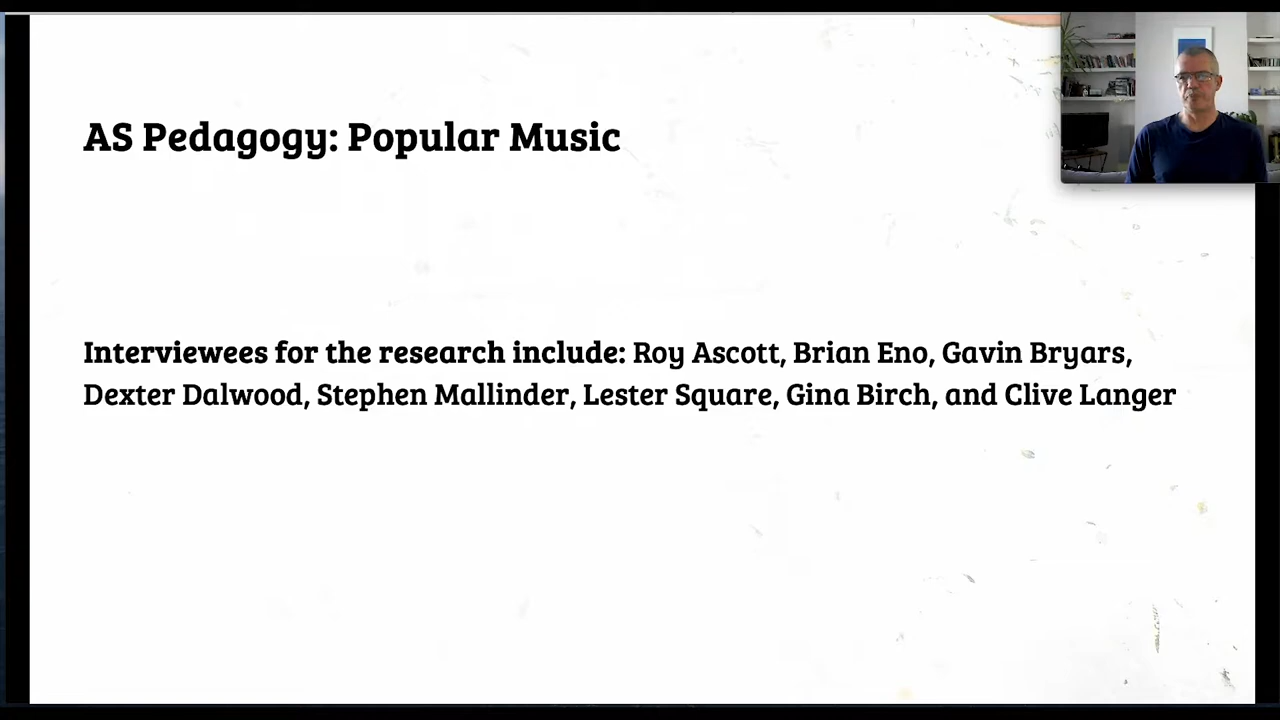 AS Pedagogy: Popular Music
Interviewees for the research include: Roy Ascott, Brian Eno, Gavin Bryars,
Dexter Dalwood, Stephen Mallinder, Lester Square, Gina Birch, and Clive Langer